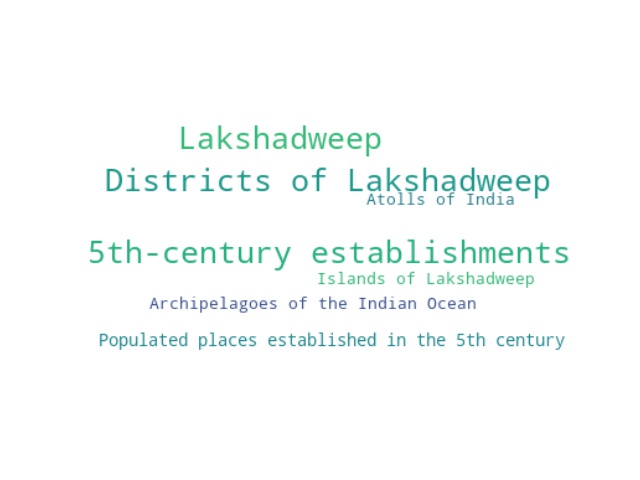 Lakshadweep
Districts of Lakshadweep
Atolls of India
5th-century establishments
Islands of Lakshadweep
Archipelagoes of the Indian Ocean
Populated places established in the 5th century